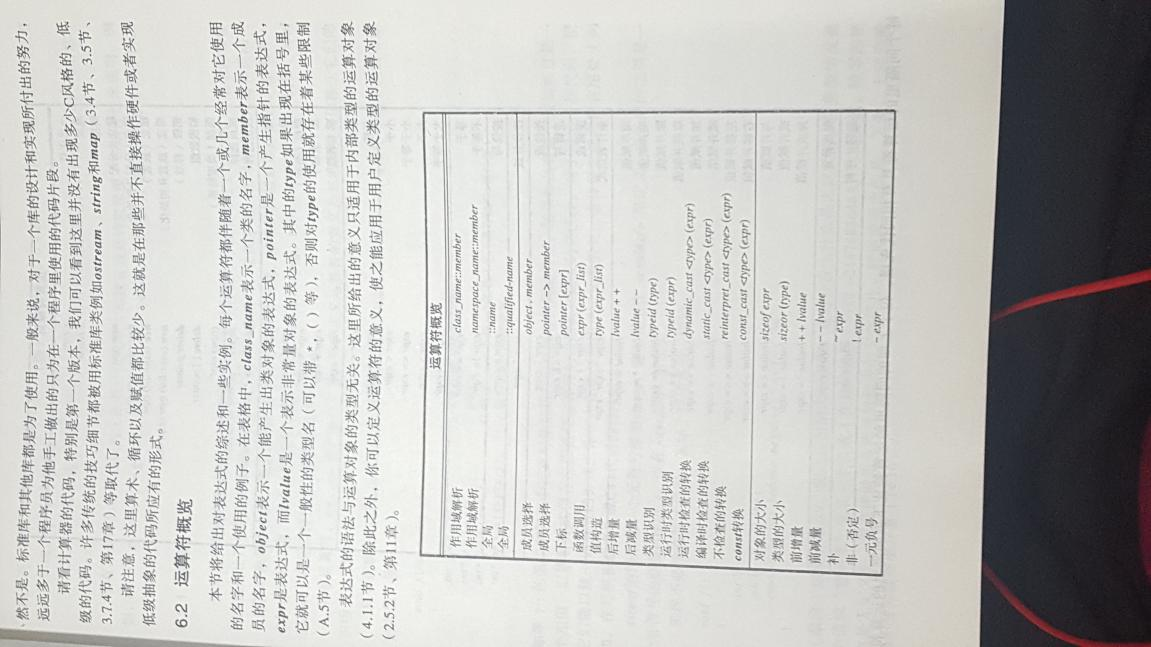 然不是。标准库和其他库都是为了使用。一般来说，对于一个库的设计和实现所付出的努力，
远远多于一个程序员为他手工做出的只为在一个程序里使用的代码片段。
请看计算器的代码，特别是第一个版本，我们可以看到这里并没有出现多少C风格的、低
级的代码。许多传统的技巧细节都被用标准库类例如ostream、string和map（3.4节、3.5节、
3.7.4节、第17章）等取代了。
请注意，这里算术、循环以及赋值都比较少。这就是在那些并不直接操作硬件或者实现
低级抽象的代码所应有的形式。
6.2 运算符概览
本节将给出对表达式的综述和一些实例。每个运算符都伴随着一个或几个经常对它使用
的名字和一个使用的例子。在表格中，class_name表示一个类的名字，member表示一个成
员的名字，object表示一个能产生出类对象的表达式，pointer是一个产生指针的表达式，
expr是表达式，而lvalue是一个表示非常量对象的表达式。其中的type如果出现在括号里，
它就可以是一个一般性的类型名（可以带 *，( ) 等），否则对type的使用就存在着某些限制
（A.5节）。
表达式的语法与运算对象的类型无关。这里所给出的意义只适用于内部类型的运算对象
（4.1.1节）。除此之外，你可以定义运算符的意义，使之能应用于用户定义类型的运算对象
（2.5.2节、第11章）。
运算符概览
作用域解析 class_name::member
作用域解析 namespace_name::member
全局 ::name
全局 ::qualified-name
成员选择 object . member
成员选择 pointer -> member
下标 pointer [expr]
函数调用 expr (expr_list)
值构造 type (expr_list)
后增量 lvalue + +
后减量 lvalue - -
类型识别 typeid (type)
运行时类型识别 typeid (expr)
运行时检查的转换 dynamic_cast <type> (expr)
编译时检查的转换 static_cast <type> (expr)
不检查的转换 reinterpret_cast <type> (expr)
const转换 const_cast <type> (expr)
对象的大小 sizeof expr
类型的大小 sizeor (type)
前增量 + + lvalue
前减量 - - lvalue
补 ~ expr
非（否定） ! expr
一元负号 - expr